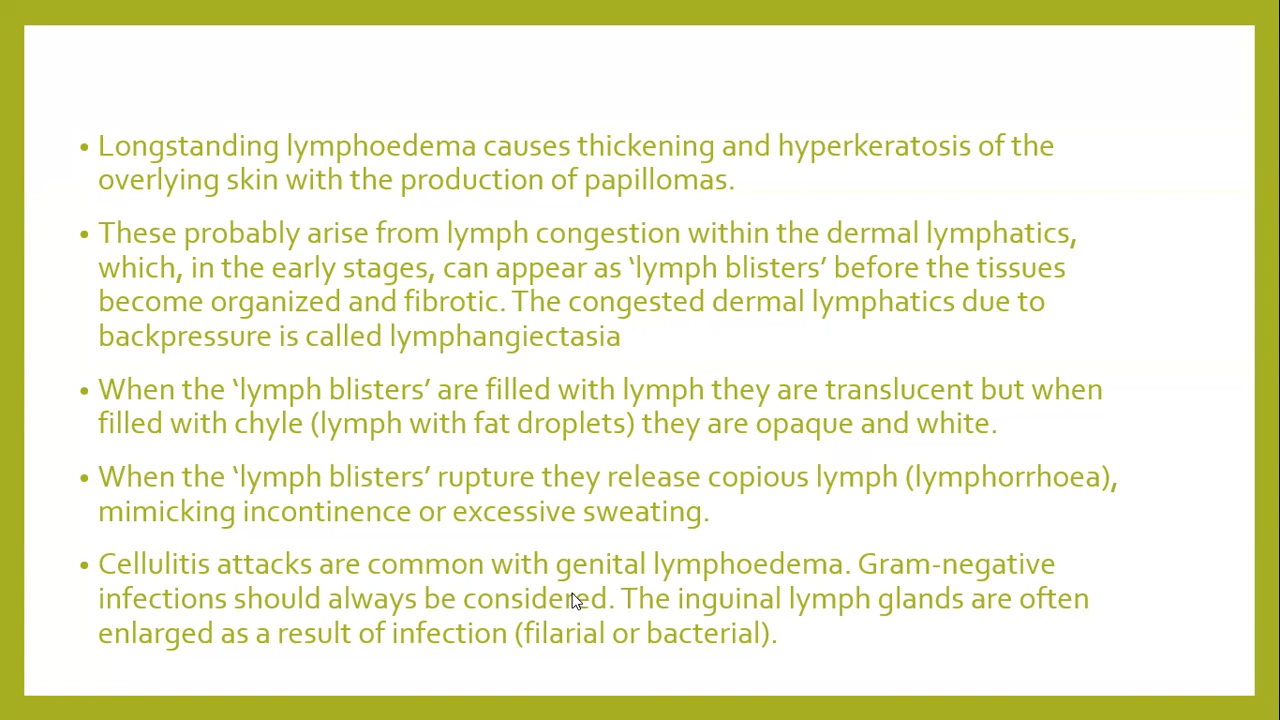 • Longstanding lymphoedema causes thickening and hyperkeratosis of the
overlying skin with the production of papillomas.
• These probably arise from lymph congestion within the dermal lymphatics,
which, in the early stages, can appear as ‘lymph blisters’ before the tissues
become organized and fibrotic. The congested dermal lymphatics due to
backpressure is called lymphangiectasia
• When the ‘lymph blisters’ are filled with lymph they are translucent but when
filled with chyle (lymph with fat droplets) they are opaque and white.
• When the ‘lymph blisters’ rupture they release copious lymph (lymphorrhoea),
mimicking incontinence or excessive sweating.
• Cellulitis attacks are common with genital lymphoedema. Gram-negative
infections should always be considered. The inguinal lymph glands are often
enlarged as a result of infection (filarial or bacterial).